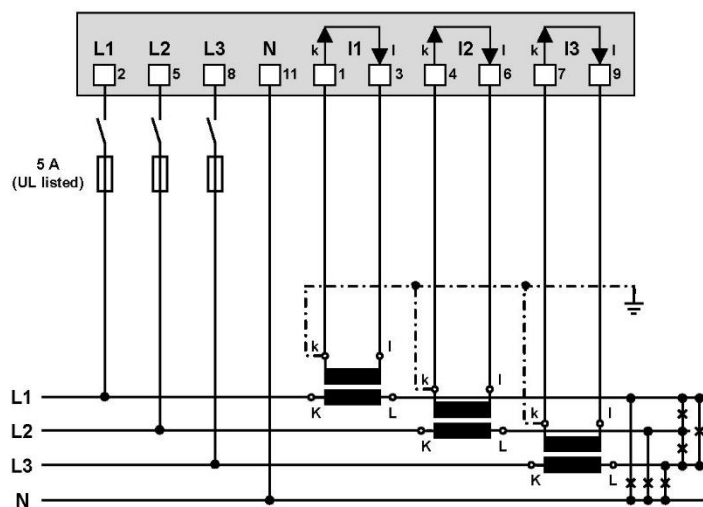 L1 L2 L3 N k I1 l k I2 l k I3 l
2 5 8 11 1 3 4 6 7 9
5 A
(UL listed)
k l
k l
k l
L1 K L
L2 K L
L3 K L
N